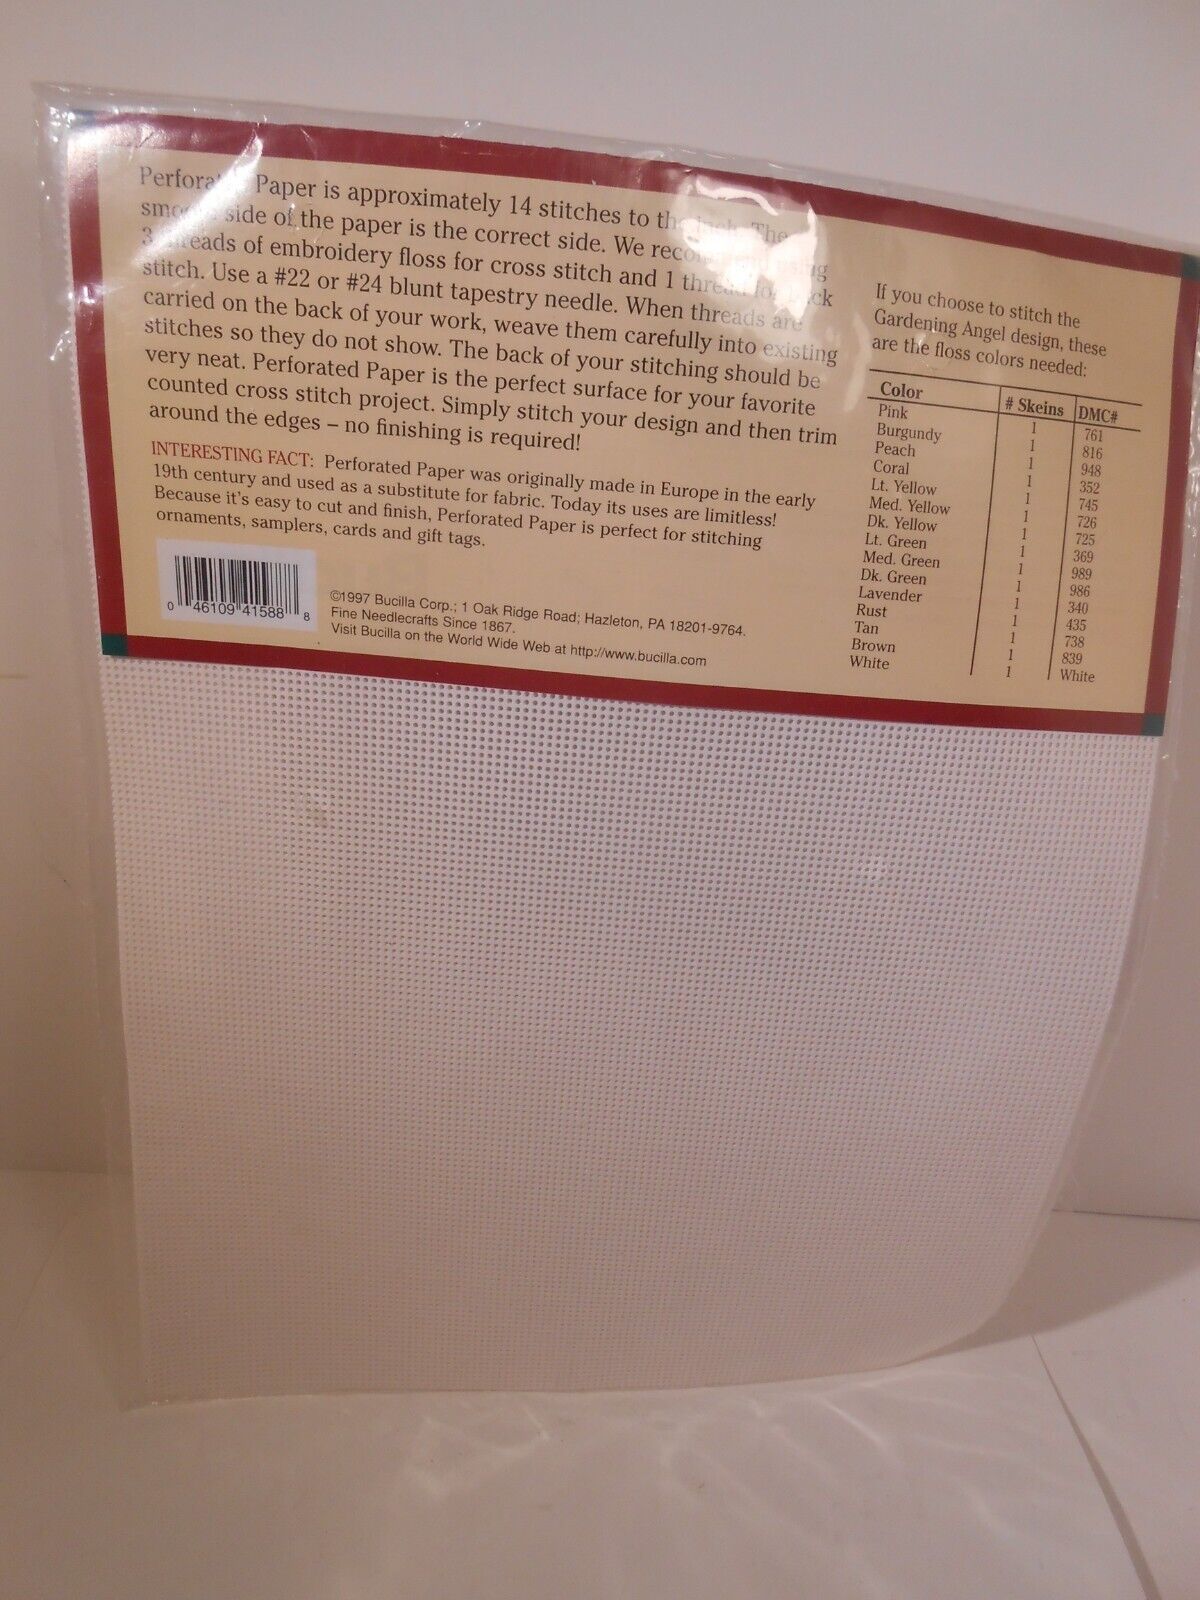 Paper is approximately 14 stitches to the inch. The
side of the paper is the correct side. We
3 threads of embroidery floss for cross stitch and 1 thread for
stitch. Use a #22 or #24 blunt tapestry needle. When threads are
carried on the back of your work, weave them carefully into existing
stitches so they do not show. The back of your stitching should be
very neat. Perforated Paper is the perfect surface for your favorite
counted cross stitch project. Simply stitch your design and then trim
around the edges – no finishing is required!
INTERESTING FACT: Perforated Paper was originally made in Europe in the early
19th century and used as a substitute for fabric. Today its uses are limitless!
Because it's easy to cut and finish, Perforated Paper is perfect for stitching
ornaments, samplers, cards and gift tags.
0 46109 41588 8
©1997 Bucilla Corp.; 1 Oak Ridge Road; Hazleton, PA 18201-9764.
Fine Needlecrafts Since 1867.
Visit Bucilla on the World Wide Web at http://www.bucilla.com
If you choose to stitch the
Gardening Angel design, these
are the floss colors needed:
Color # Skeins DMC#
Pink 1 761
Burgundy 1 816
Peach 1 948
Coral 1 352
Lt. Yellow 1 745
Med. Yellow 1 726
Dk. Yellow 1 725
Lt. Green 1 369
Med. Green 1 989
Dk. Green 1 986
Lavender 1 340
Rust 1 435
Tan 1 738
Brown 1 839
White 1 White